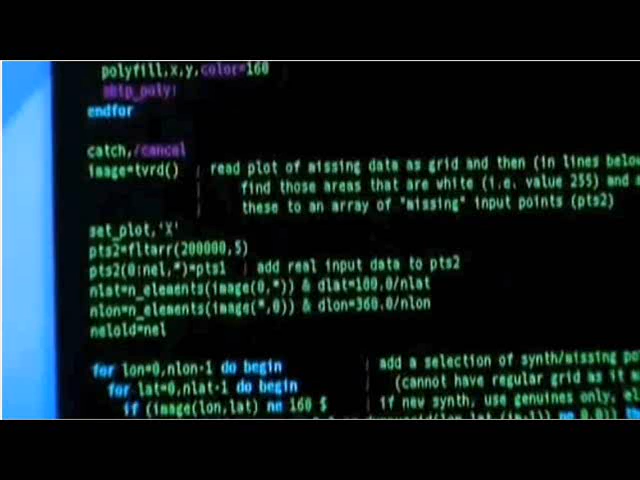 polyfill,x,y,color=160
skip_poly:
endfor
catch,/cancel
image=tvrd() ; read plot of missing data as grid and then (in lines below
; find those areas that are white (i.e. value 255) and
; these to an array of "missing" input points (pts2)
set_plot,'X'
pts2=fltarr(200000,5)
pts2(0:nel,*)=pts1 ; add real input data to pts2
nlat=n_elements(image(0,*)) & dlat=180.0/nlat
nlon=n_elements(image(*,0)) & dlon=360.0/nlon
nelold=nel
for lon=0,nlon-1 do begin ; add a selection of synth/missing
for lat=0,nlat-1 do begin ; (cannot have regular grid as it
if (image(lon,lat) ne 160 $ ; if new synth, use genuines only,